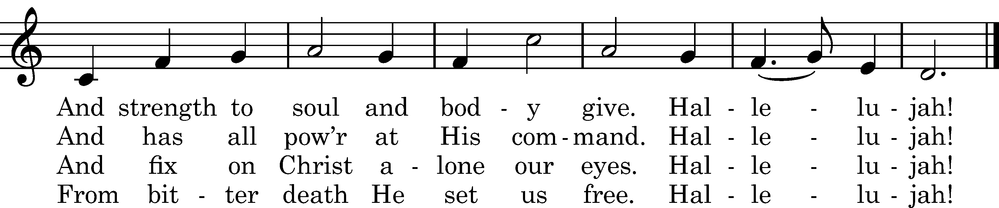 And strength to soul and bod - y give. Hal - le - lu - jah!
And has all pow’r at His com - mand. Hal - le - lu - jah!
And fix on Christ a - lone our eyes. Hal - le - lu - jah!
From bit - ter death He set us free. Hal - le - lu - jah!